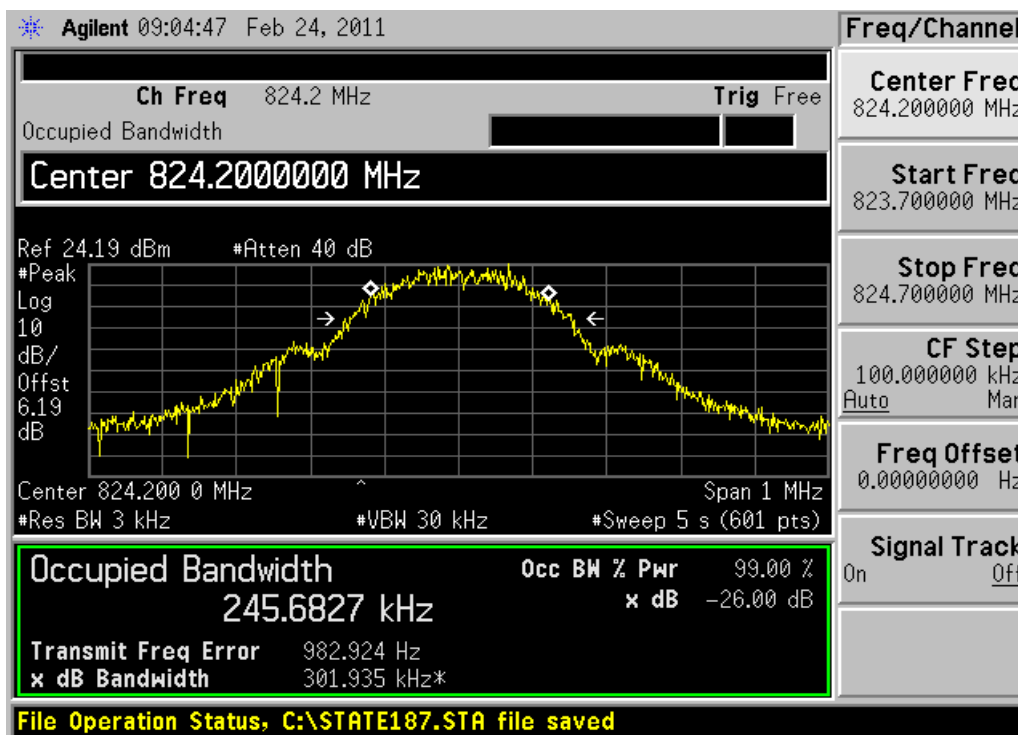 Agilent 09:04:47 Feb 24, 2011
Freq/Channel
Ch Freq 824.2 MHz Trig Free
Occupied Bandwidth
Center 824.2000000 MHz
Ref 24.19 dBm #Atten 40 dB
#Peak
Log
10
dB/
Offst
6.19
dB
Center 824.200 0 MHz Span 1 MHz
#Res BW 3 kHz #VBW 30 kHz #Sweep 5 s (601 pts)
Occupied Bandwidth
245.6827 kHz
Occ BW % Pwr 99.00 %
x dB -26.00 dB
Transmit Freq Error 982.924 Hz
x dB Bandwidth 301.935 kHz*
Center Freq
824.200000 MHz
Start Freq
823.700000 MHz
Stop Freq
824.700000 MHz
CF Step
100.000000 kHz
Auto Man
Freq Offset
0.00000000 Hz
Signal Track
On Off
File Operation Status, C:\STATE187.STA file saved